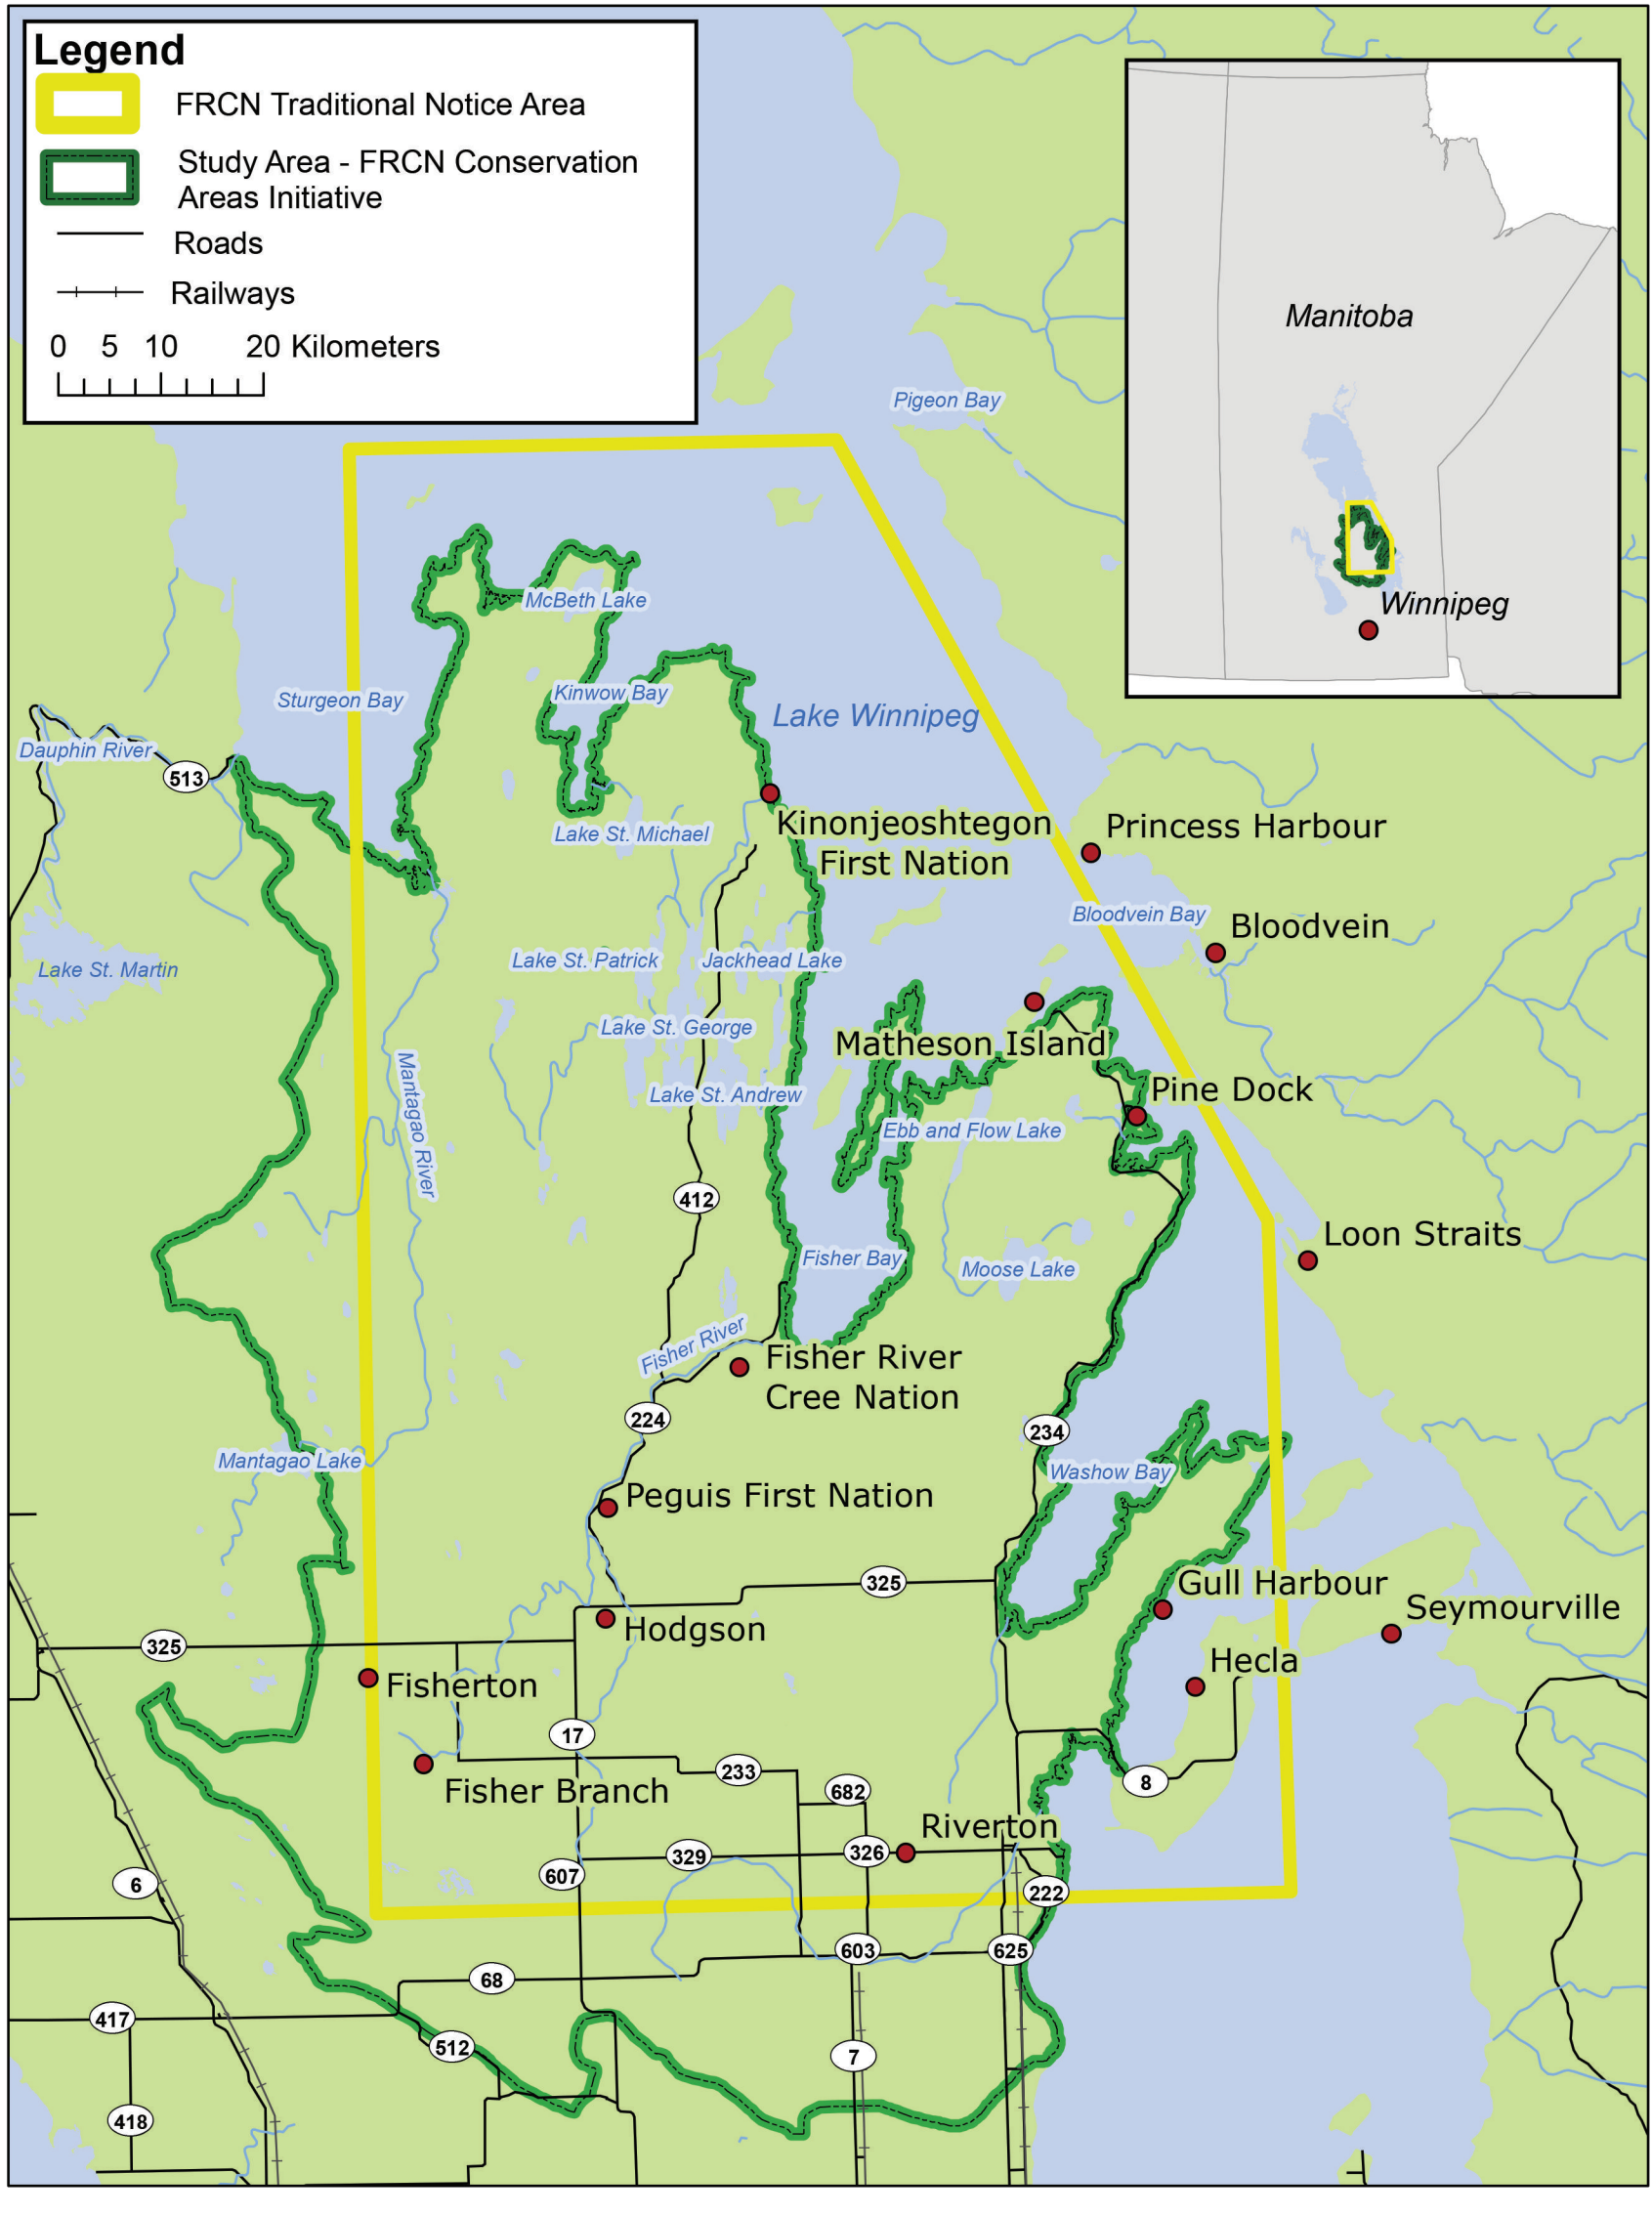 Legend
FRCN Traditional Notice Area
Study Area - FRCN Conservation
Areas Initiative
Roads
Railways
0 5 10 20 Kilometers
Manitoba
Winnipeg
Pigeon Bay
McBeth Lake
Sturgeon Bay
Kinwow Bay
Lake Winnipeg
Dauphin River
513
Lake St. Michael
Kinonjeoshtegon
First Nation
Princess Harbour
Bloodvein Bay
Bloodvein
Lake St. Martin
Lake St. Patrick
Jackhead Lake
Lake St. George
Matheson Island
Mantagao River
Lake St. Andrew
Pine Dock
Ebb and Flow Lake
412
Fisher Bay
Moose Lake
Loon Straits
Fisher River
Fisher River
Cree Nation
224
234
Mantagao Lake
Washow Bay
Peguis First Nation
325
Gull Harbour
Seymourville
Hodgson
325
Hecla
Fisherton
17
233
8
Fisher Branch
682
Riverton
329
326
607
6
222
603
625
68
417
512
7
418